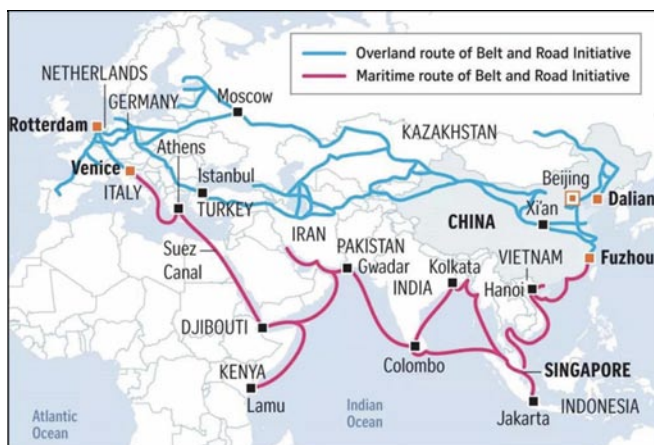 Overland route of Belt and Road Initiative
Maritime route of Belt and Road Initiative
NETHERLANDS
GERMANY
Moscow
Rotterdam
KAZAKHSTAN
Athens
Venice
Istanbul
Beijing
Dalian
ITALY
TURKEY
Xi'an
CHINA
IRAN
Suez
Canal
PAKISTAN
Gwadar
Kolkata
VIETNAM
Fuzhou
INDIA
Hanoi
DJIBOUTI
KENYA
Colombo
SINGAPORE
Lamu
INDONESIA
Jakarta
Atlantic
Ocean
Indian
Ocean